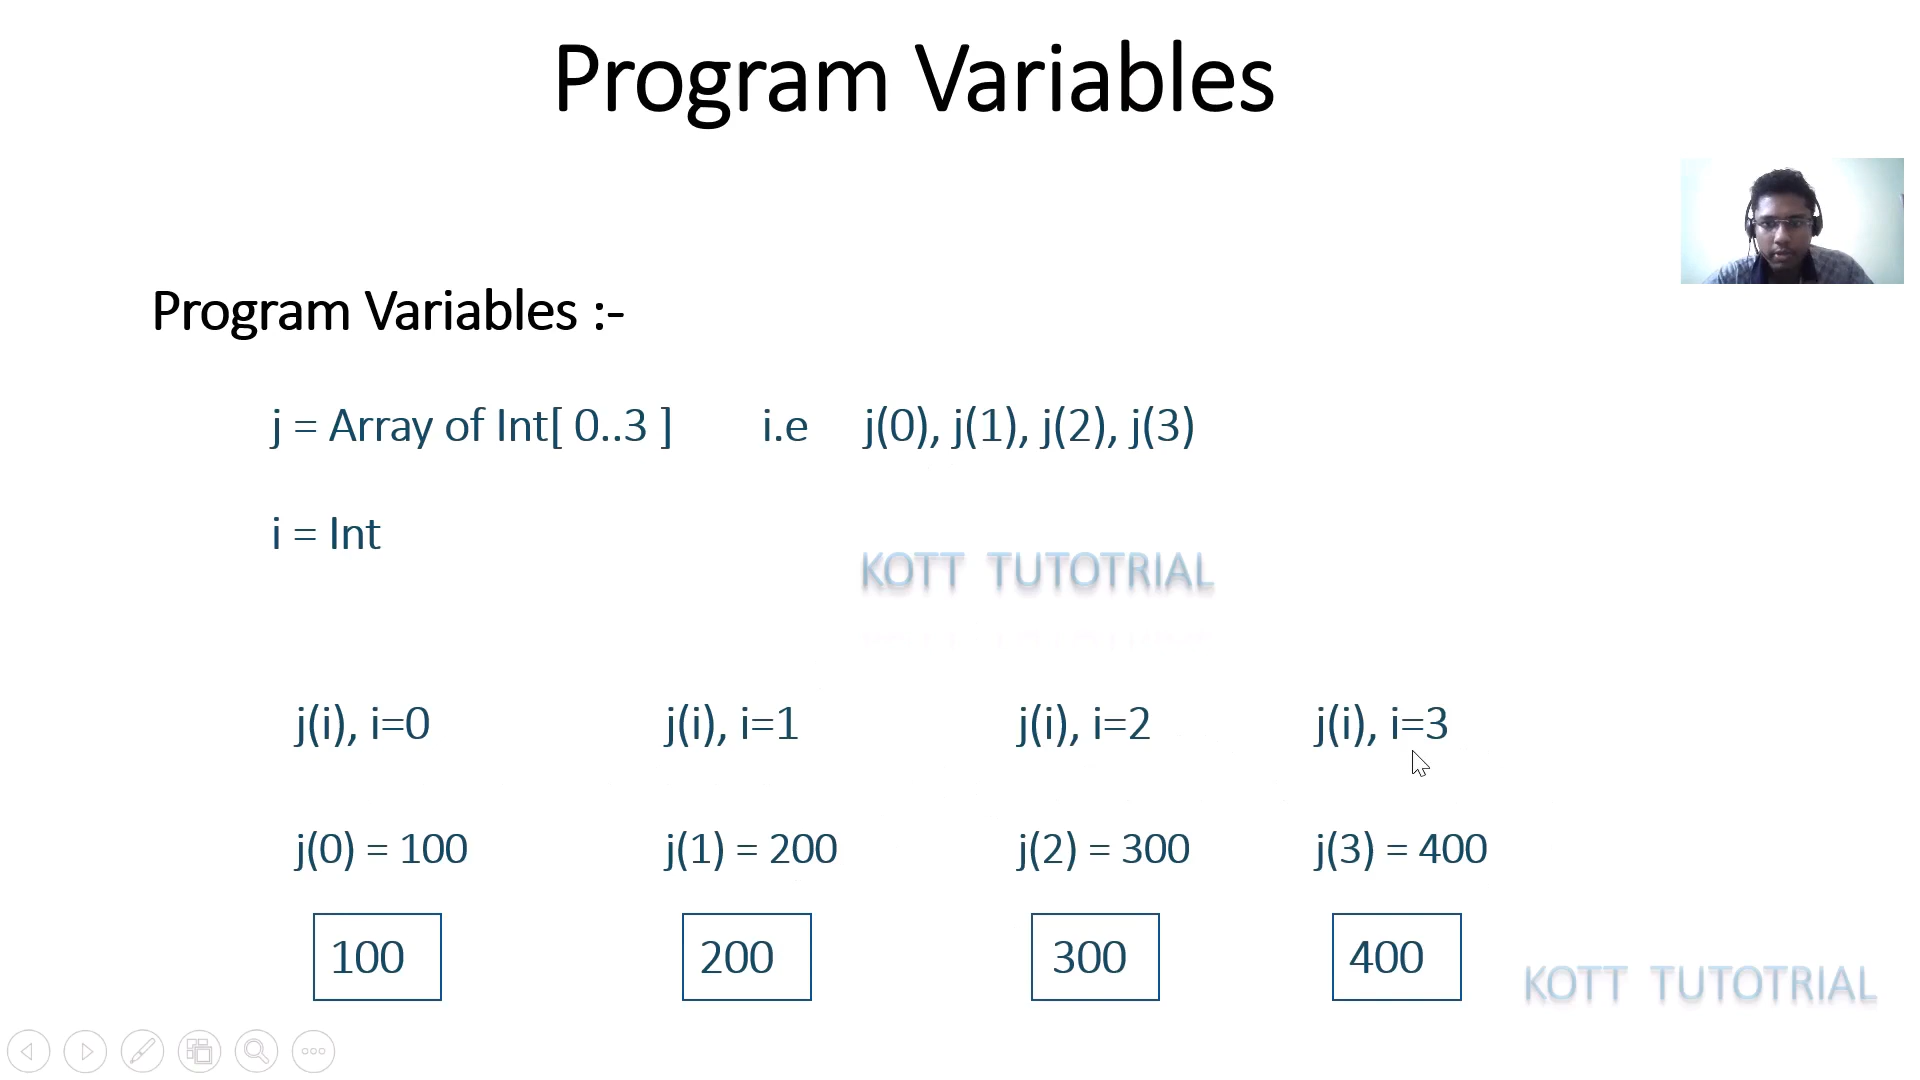 Program Variables
Program Variables :-
j = Array of Int[ 0..3 ] i.e j(0), j(1), j(2), j(3)
i = Int
KOTT TUTOTRIAL
j(i), i=0 j(i), i=1 j(i), i=2 j(i), i=3
j(0) = 100 j(1) = 200 j(2) = 300 j(3) = 400
100 200 300 400
KOTT TUTOTRIAL